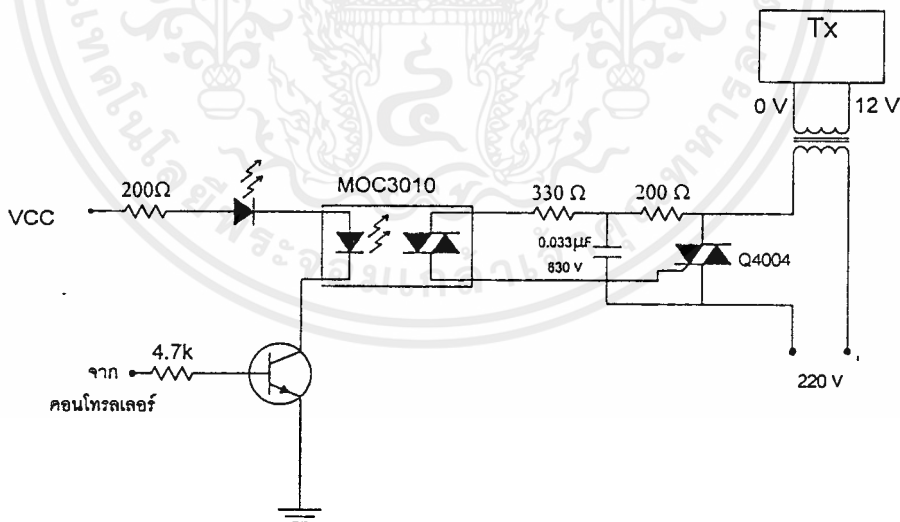 Tx
0 V
12 V
MOC3010
200Ω
330 Ω
200 Ω
VCC
0.033µF
630 V
Q4004
4.7k
220 V
จาก
คอนโทรลเลอร์